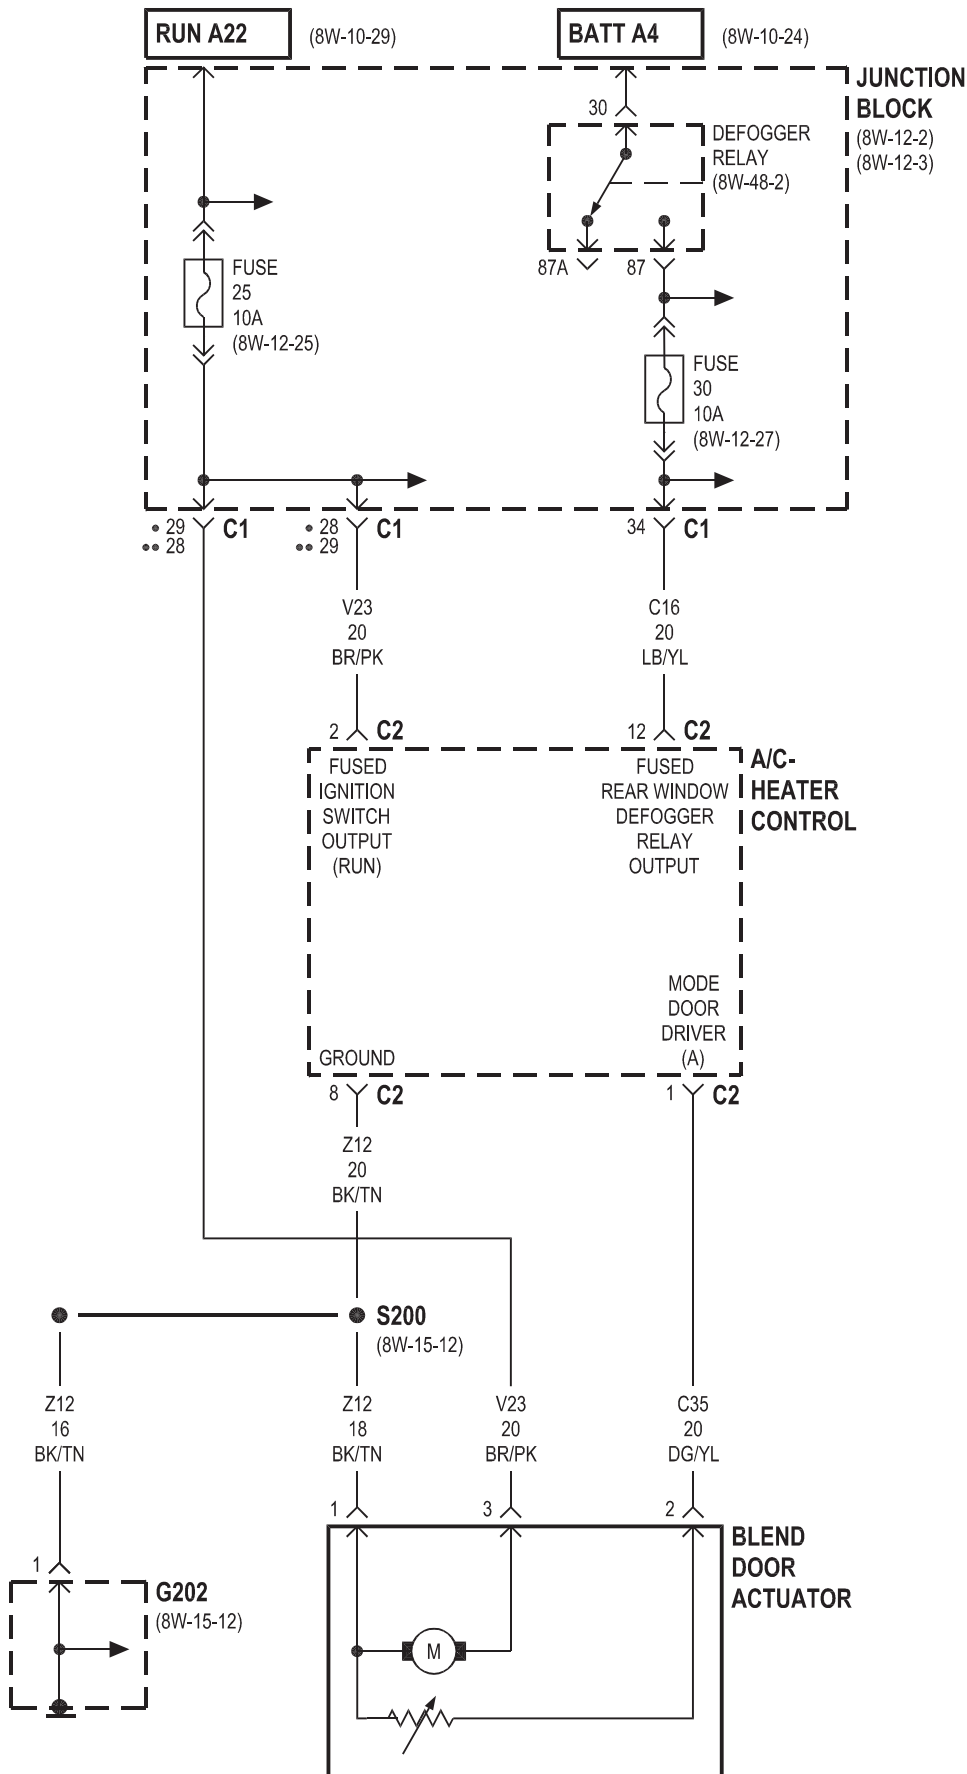 RUN A22 (8W-10-29)
BATT A4 (8W-10-24)
JUNCTION
BLOCK
(8W-12-2)
(8W-12-3)
30
DEFOGGER
RELAY
(8W-48-2)
87A
87
FUSE
25
10A
(8W-12-25)
FUSE
30
10A
(8W-12-27)
• 29
•• 28
C1
• 28
•• 29
C1
34
C1
V23
20
BR/PK
C16
20
LB/YL
2
C2
12
C2
A/C-
HEATER
CONTROL
FUSED
IGNITION
SWITCH
OUTPUT
(RUN)
FUSED
REAR WINDOW
DEFOGGER
RELAY
OUTPUT
GROUND
MODE
DOOR
DRIVER
(A)
8
C2
1
C2
Z12
20
BK/TN
S200
(8W-15-12)
Z12
16
BK/TN
Z12
18
BK/TN
V23
20
BR/PK
C35
20
DG/YL
1
3
2
BLEND
DOOR
ACTUATOR
1
G202
(8W-15-12)
M